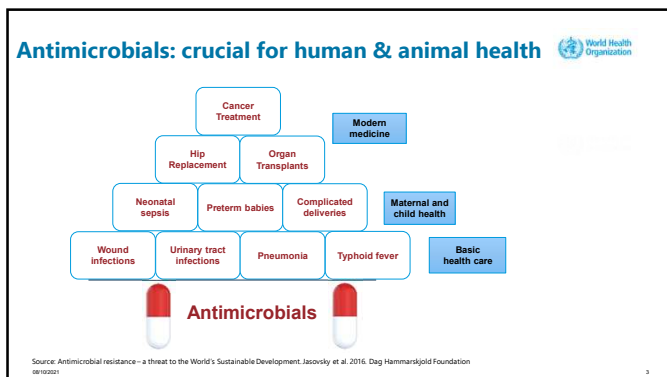 Antimicrobials: crucial for human & animal health
World Health
Organization
Cancer
Treatment
Modern
medicine
Hip
Replacement
Organ
Transplants
Neonatal
sepsis
Preterm babies
Complicated
deliveries
Maternal and
child health
Wound
infections
Urinary tract
infections
Pneumonia
Typhoid fever
Basic
health care
Antimicrobials
Source: Antimicrobial resistance – a threat to the World's Sustainable Development. Jasovsky et al. 2016. Dag Hammarskjold Foundation
08/10/2021
3